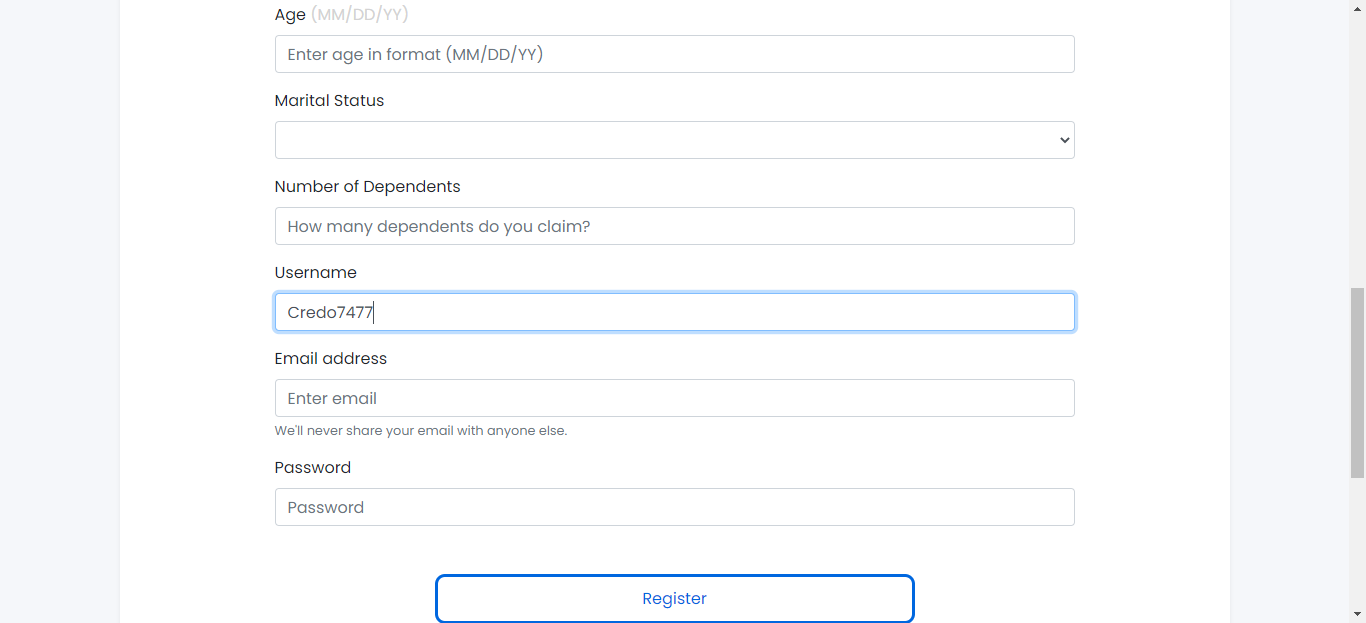 Age (MM/DD/YY)
Enter age in format (MM/DD/YY)
Marital Status
Number of Dependents
How many dependents do you claim?
Username
Credo7477
Email address
Enter email
We'll never share your email with anyone else.
Password
Password
Register